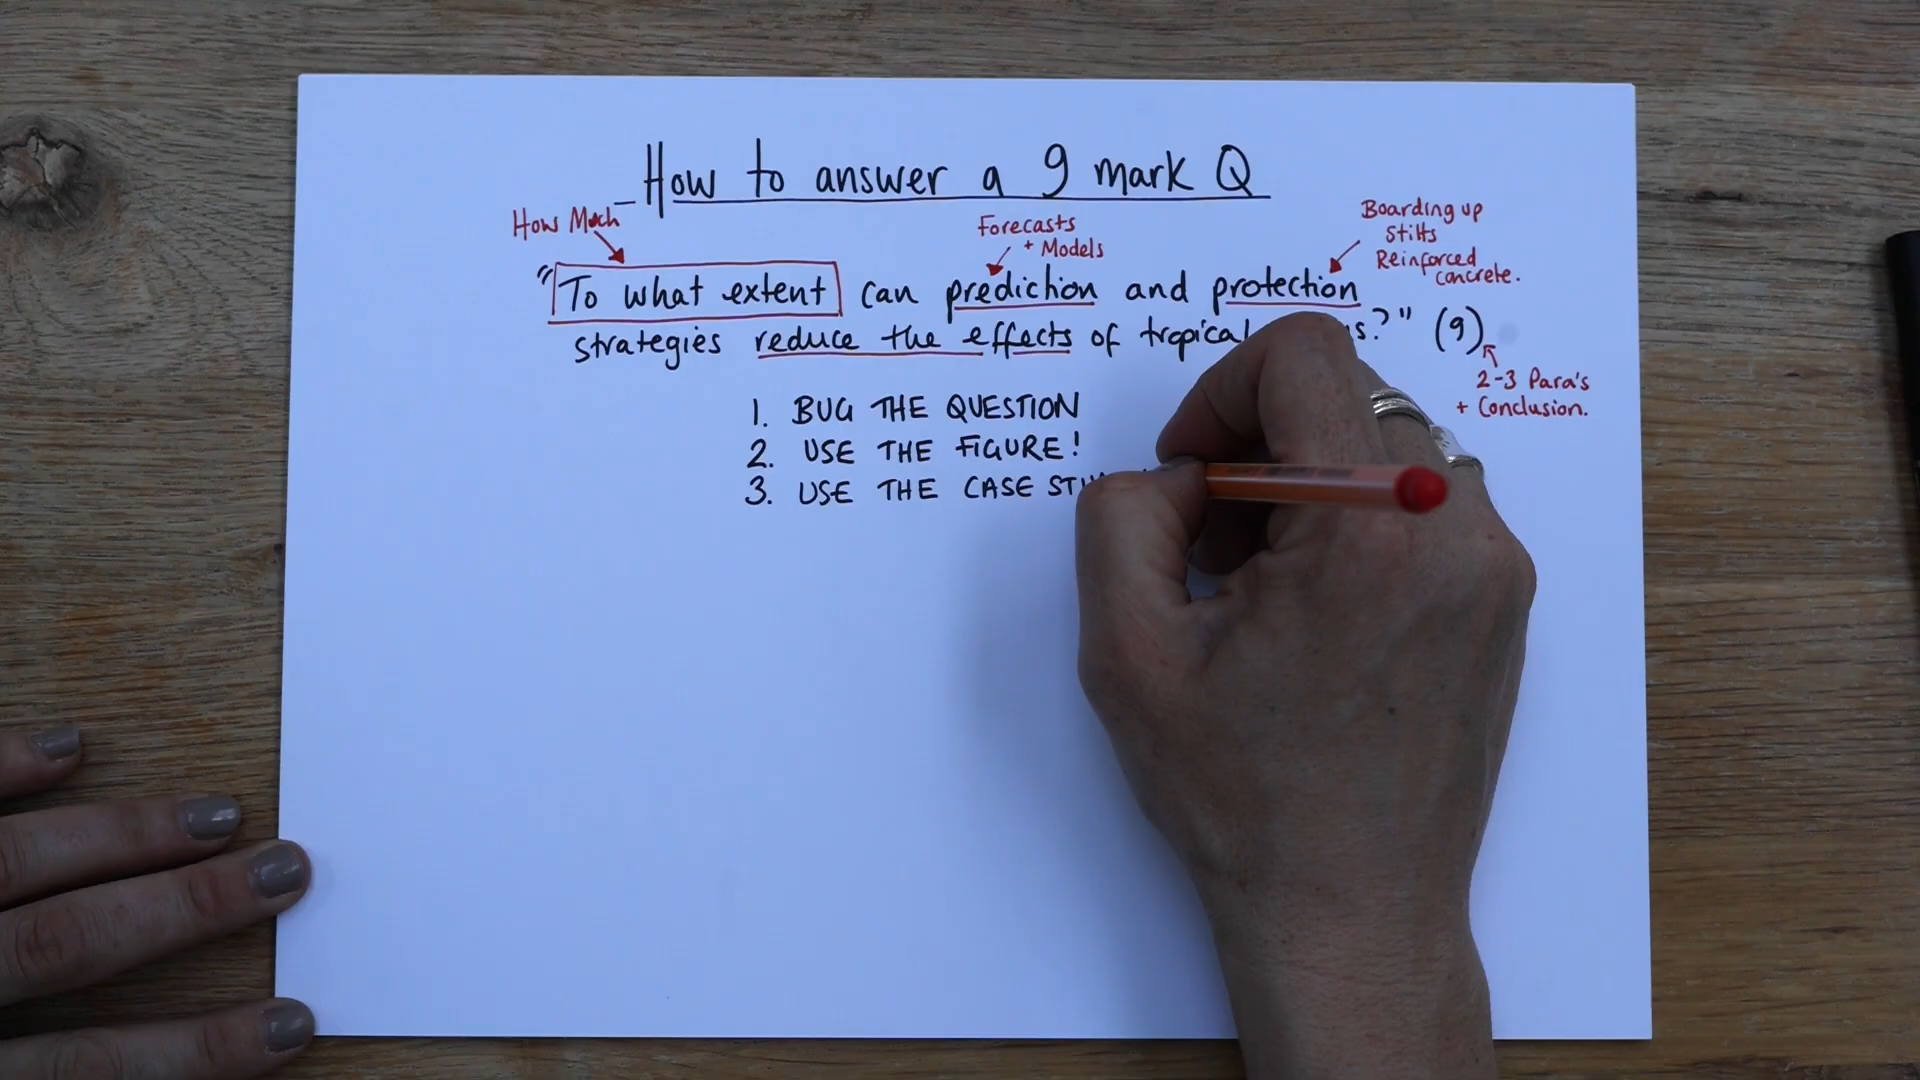 How to answer a 9 mark Q
How Much
Forecasts
+ Models
Boarding up
Stilts
Reinforced
concrete.
"To what extent can prediction and protection
strategies reduce the effects of tropical ?" (9)
2-3 Para's
+ Conclusion.
1. BUG THE QUESTION
2. USE THE FIGURE!
3. USE THE CASE